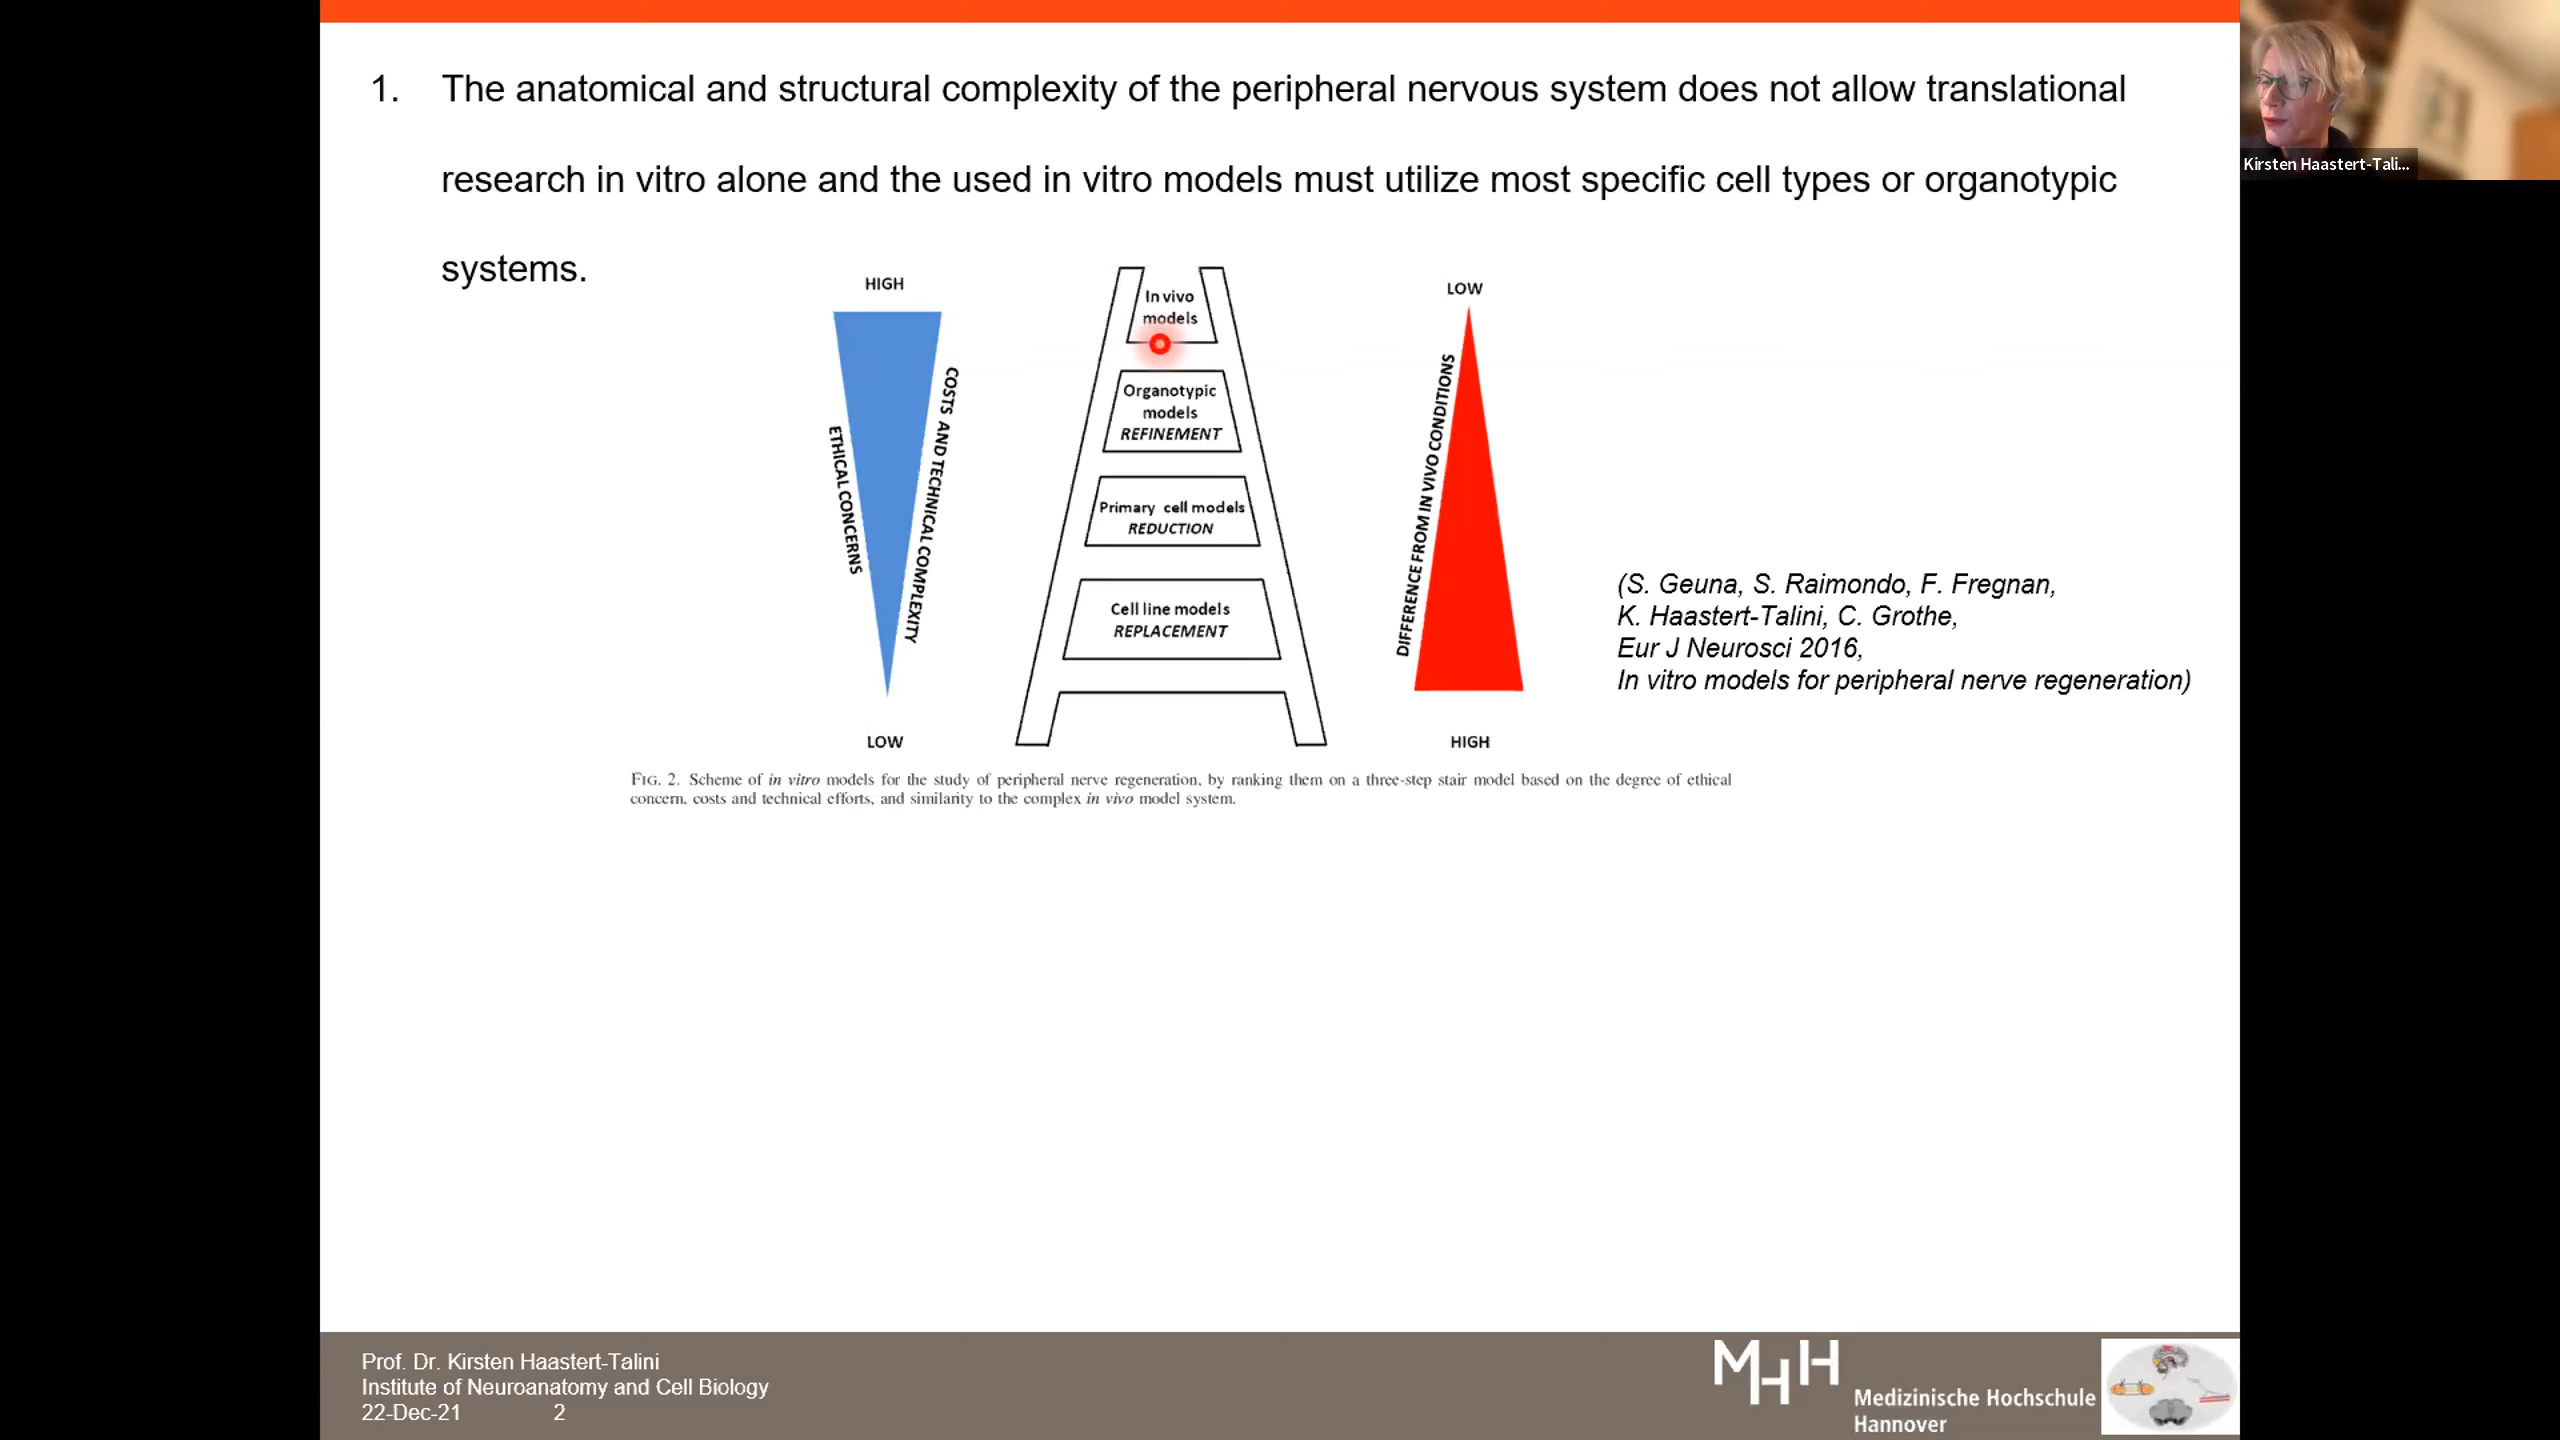 1. The anatomical and structural complexity of the peripheral nervous system does not allow translational
research in vitro alone and the used in vitro models must utilize most specific cell types or organotypic
systems.
HIGH
ETHICAL CONCERNS
COSTS AND TECHNICAL COMPLEXITY
LOW
In vivo
models
Organotypic
models
REFINEMENT
Primary cell models
REDUCTION
Cell line models
REPLACEMENT
LOW
DIFFERENCE FROM IN VIVO CONDITIONS
HIGH
(S. Geuna, S. Raimondo, F. Fregnan,
K. Haastert-Talini, C. Grothe,
Eur J Neurosci 2016,
In vitro models for peripheral nerve regeneration)
FIG. 2. Scheme of in vitro models for the study of peripheral nerve regeneration, by ranking them on a three-step stair model based on the degree of ethical
concern, costs and technical efforts, and similarity to the complex in vivo model system.
Kirsten Haastert-Tali...
Prof. Dr. Kirsten Haastert-Talini
Institute of Neuroanatomy and Cell Biology
22-Dec-21 2
MHH
Medizinische Hochschule
Hannover